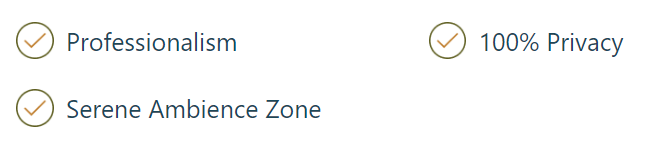 Professionalism
100% Privacy
Serene Ambience Zone